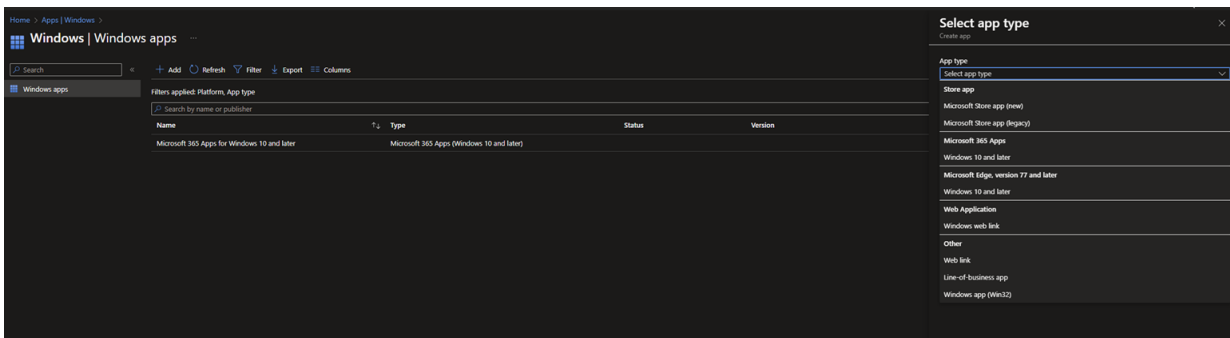 Home > Apps | Windows >
Windows | Windows apps ...
Search
«
Windows apps
Add Refresh Filter Export Columns
Filters applied: Platform, App type
Search by name or publisher
Name ↑↓ Type Status Version
Microsoft 365 Apps for Windows 10 and later Microsoft 365 Apps (Windows 10 and later)
Select app type
Create app
App type
Select app type
Store app
Microsoft Store app (new)
Microsoft Store app (legacy)
Microsoft 365 Apps
Windows 10 and later
Microsoft Edge, version 77 and later
Windows 10 and later
Web Application
Windows web link
Other
Web link
Line-of-business app
Windows app (Win32)